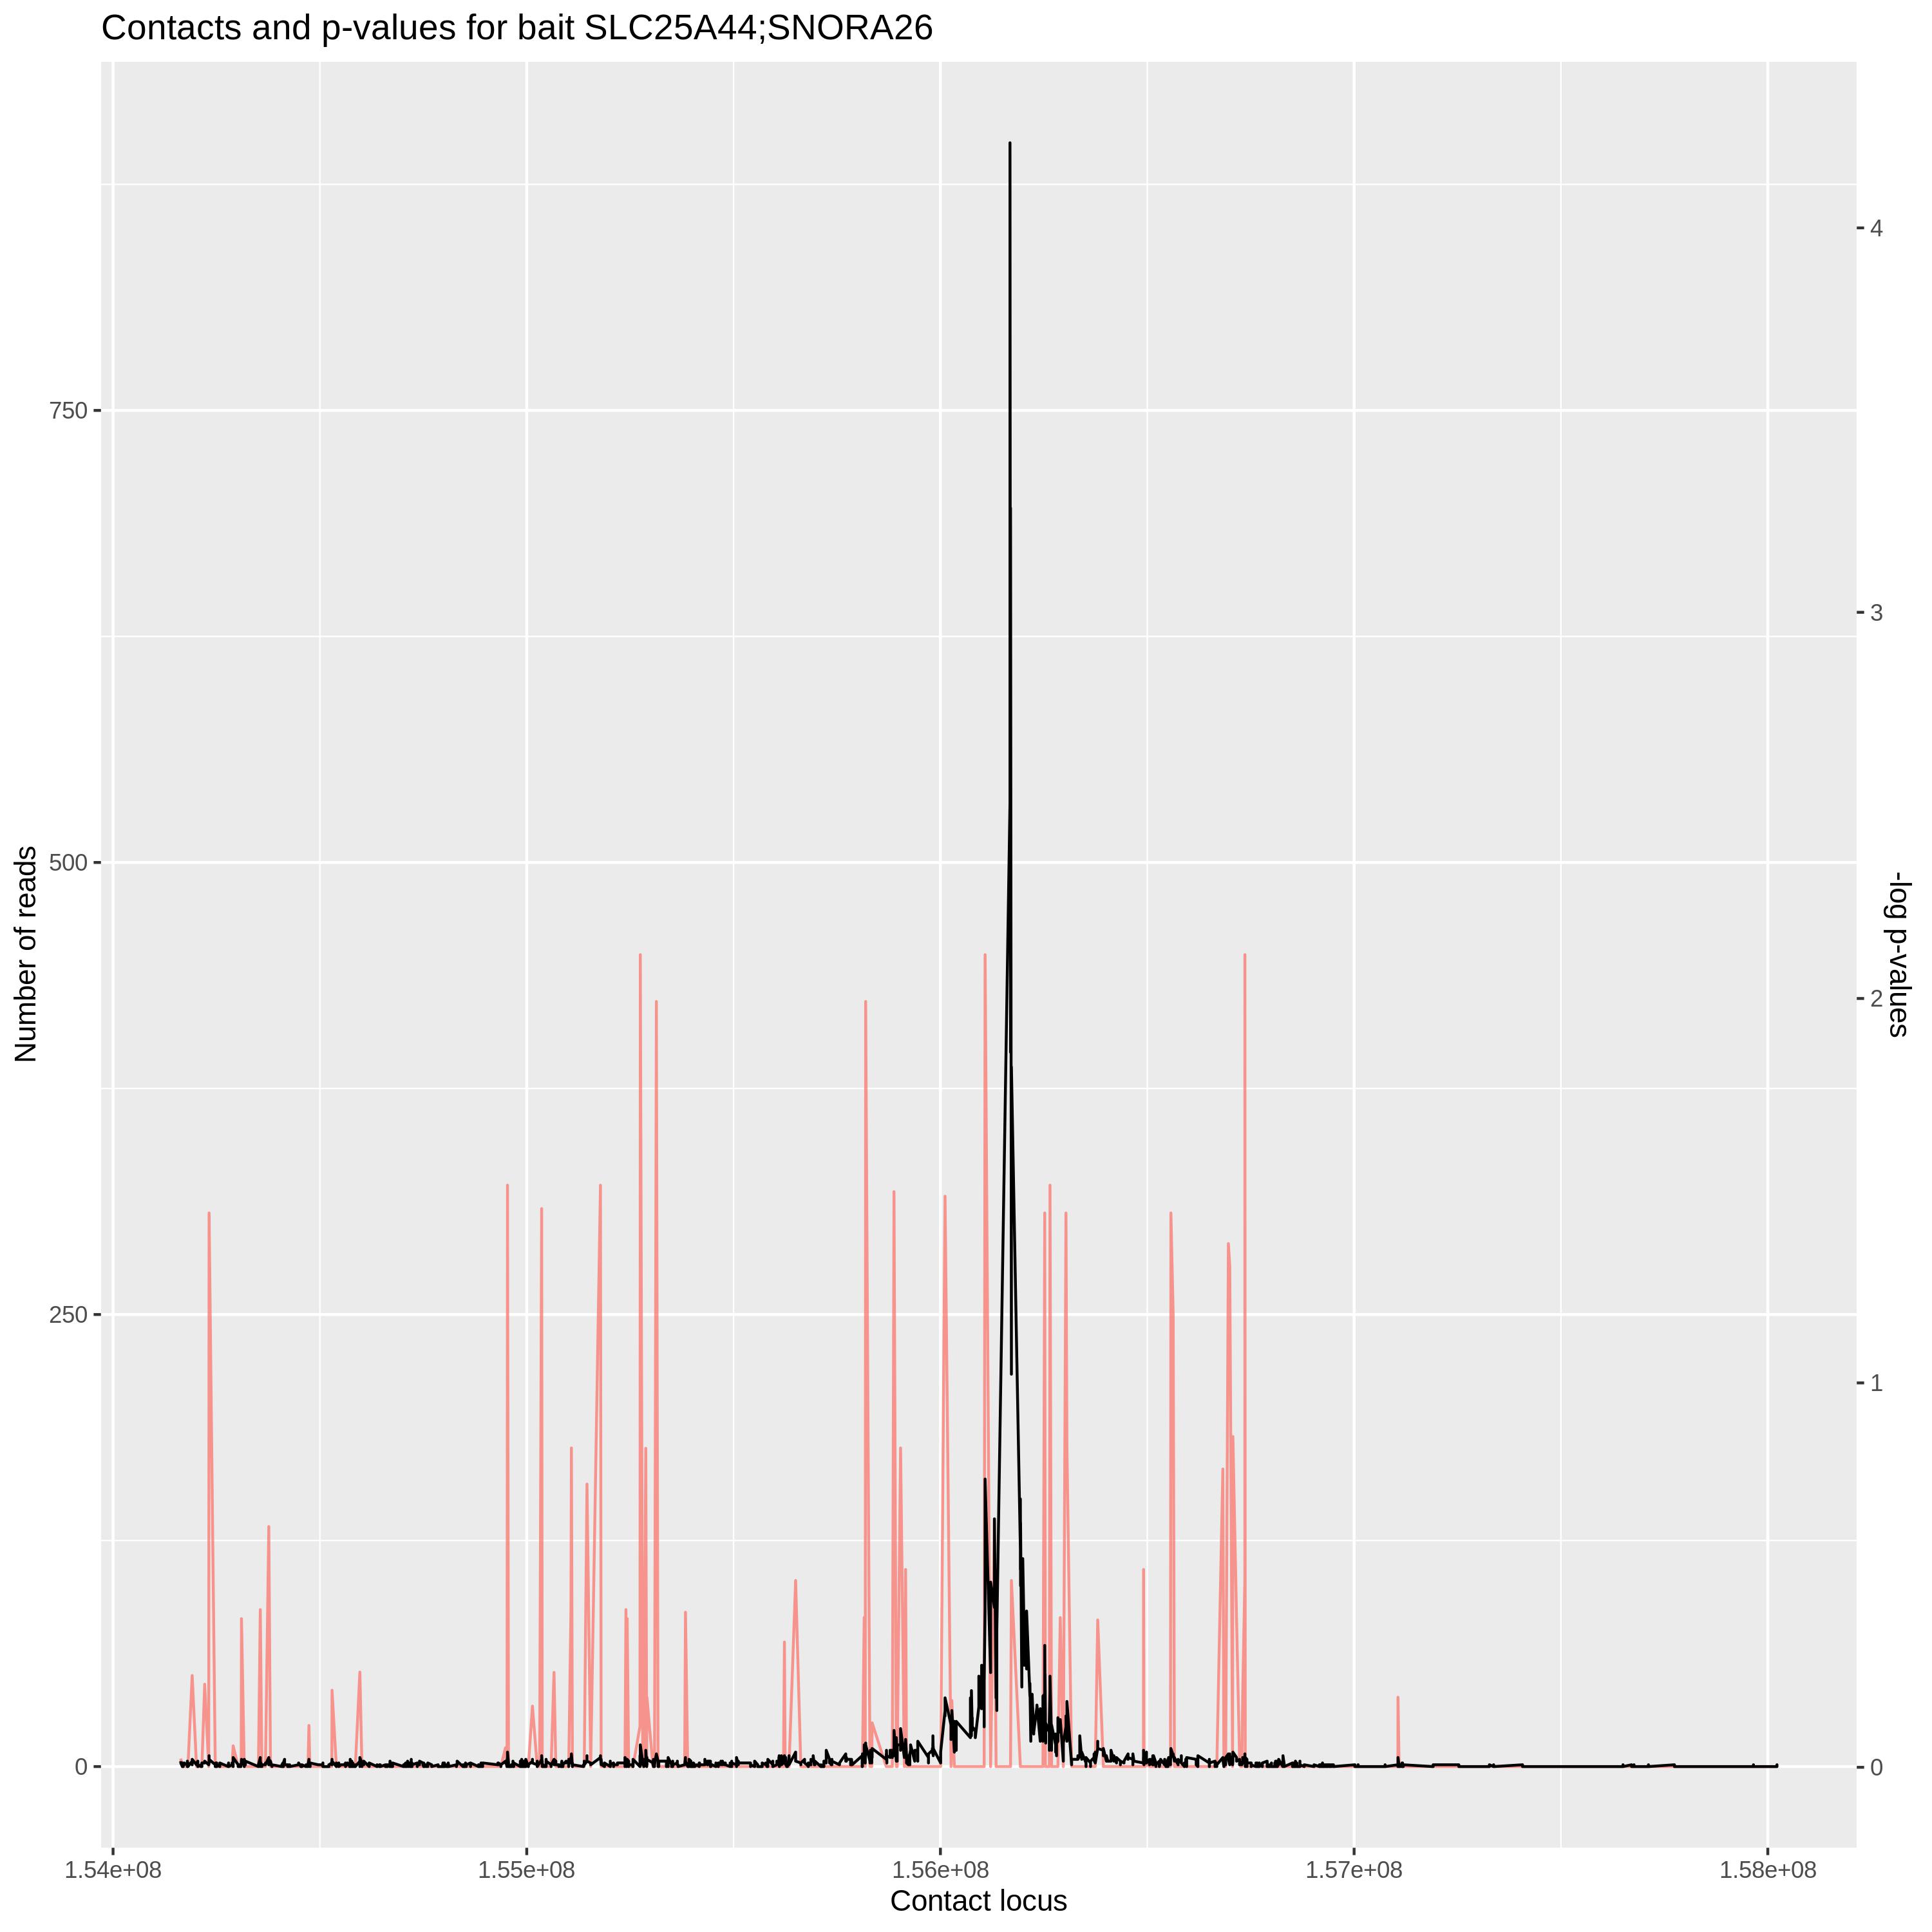 Contacts and p-values for bait SLC25A44;SNORA26
Number of reads
750
500
250
0
4
3
2
1
0
-log p-values
1.54e+08 1.55e+08 1.56e+08 1.57e+08 1.58e+08
Contact locus